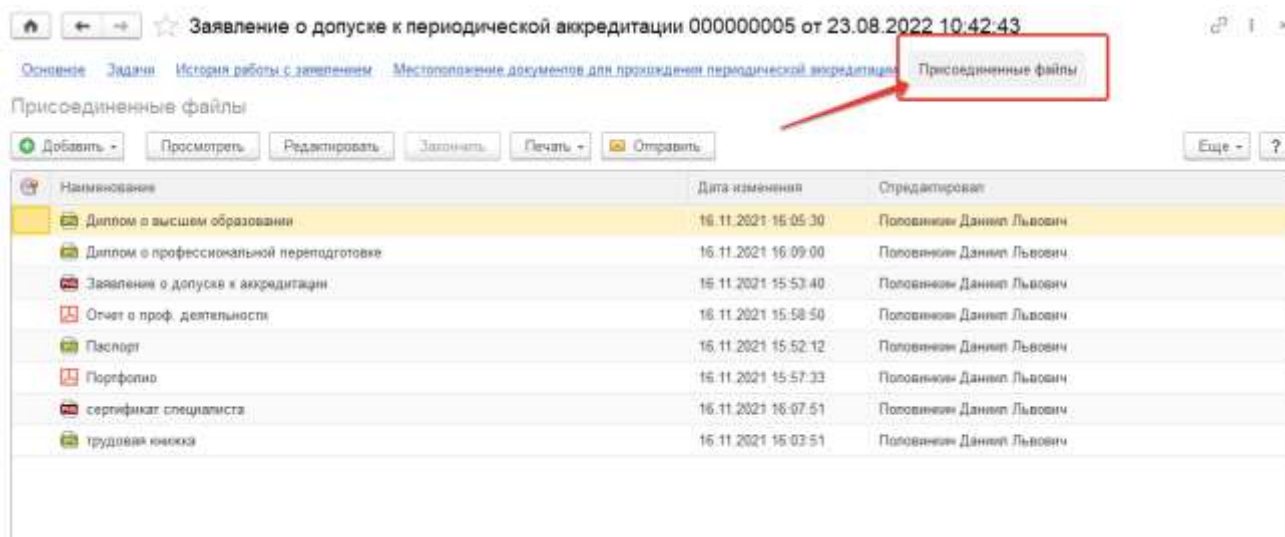 Заявление о допуске к периодической аккредитации 000000005 от 23.08.2022 10:42:43
Основное Задачи История работы с заявлением Местоположение документов для прохождения периодической аккредитации Присоединенные файлы
Присоединенные файлы
Добавить Просмотреть Редактировать Закончить Печать Отправить Еще ?
Наименование Дата изменения Отредактировал
Диплом о высшем образовании 16.11.2021 16:05:30 Половинкин Даниил Львович
Диплом о профессиональной переподготовке 16.11.2021 16:09:00 Половинкин Даниил Львович
Заявление о допуске к аккредитации 16.11.2021 15:53:40 Половинкин Даниил Львович
Отчет о проф. деятельности 16.11.2021 15:58:50 Половинкин Даниил Львович
Паспорт 16.11.2021 15:52:12 Половинкин Даниил Львович
Портфолио 16.11.2021 15:57:33 Половинкин Даниил Львович
сертификат специалиста 16.11.2021 16:07:51 Половинкин Даниил Львович
трудовая книжка 16.11.2021 16:03:51 Половинкин Даниил Львович